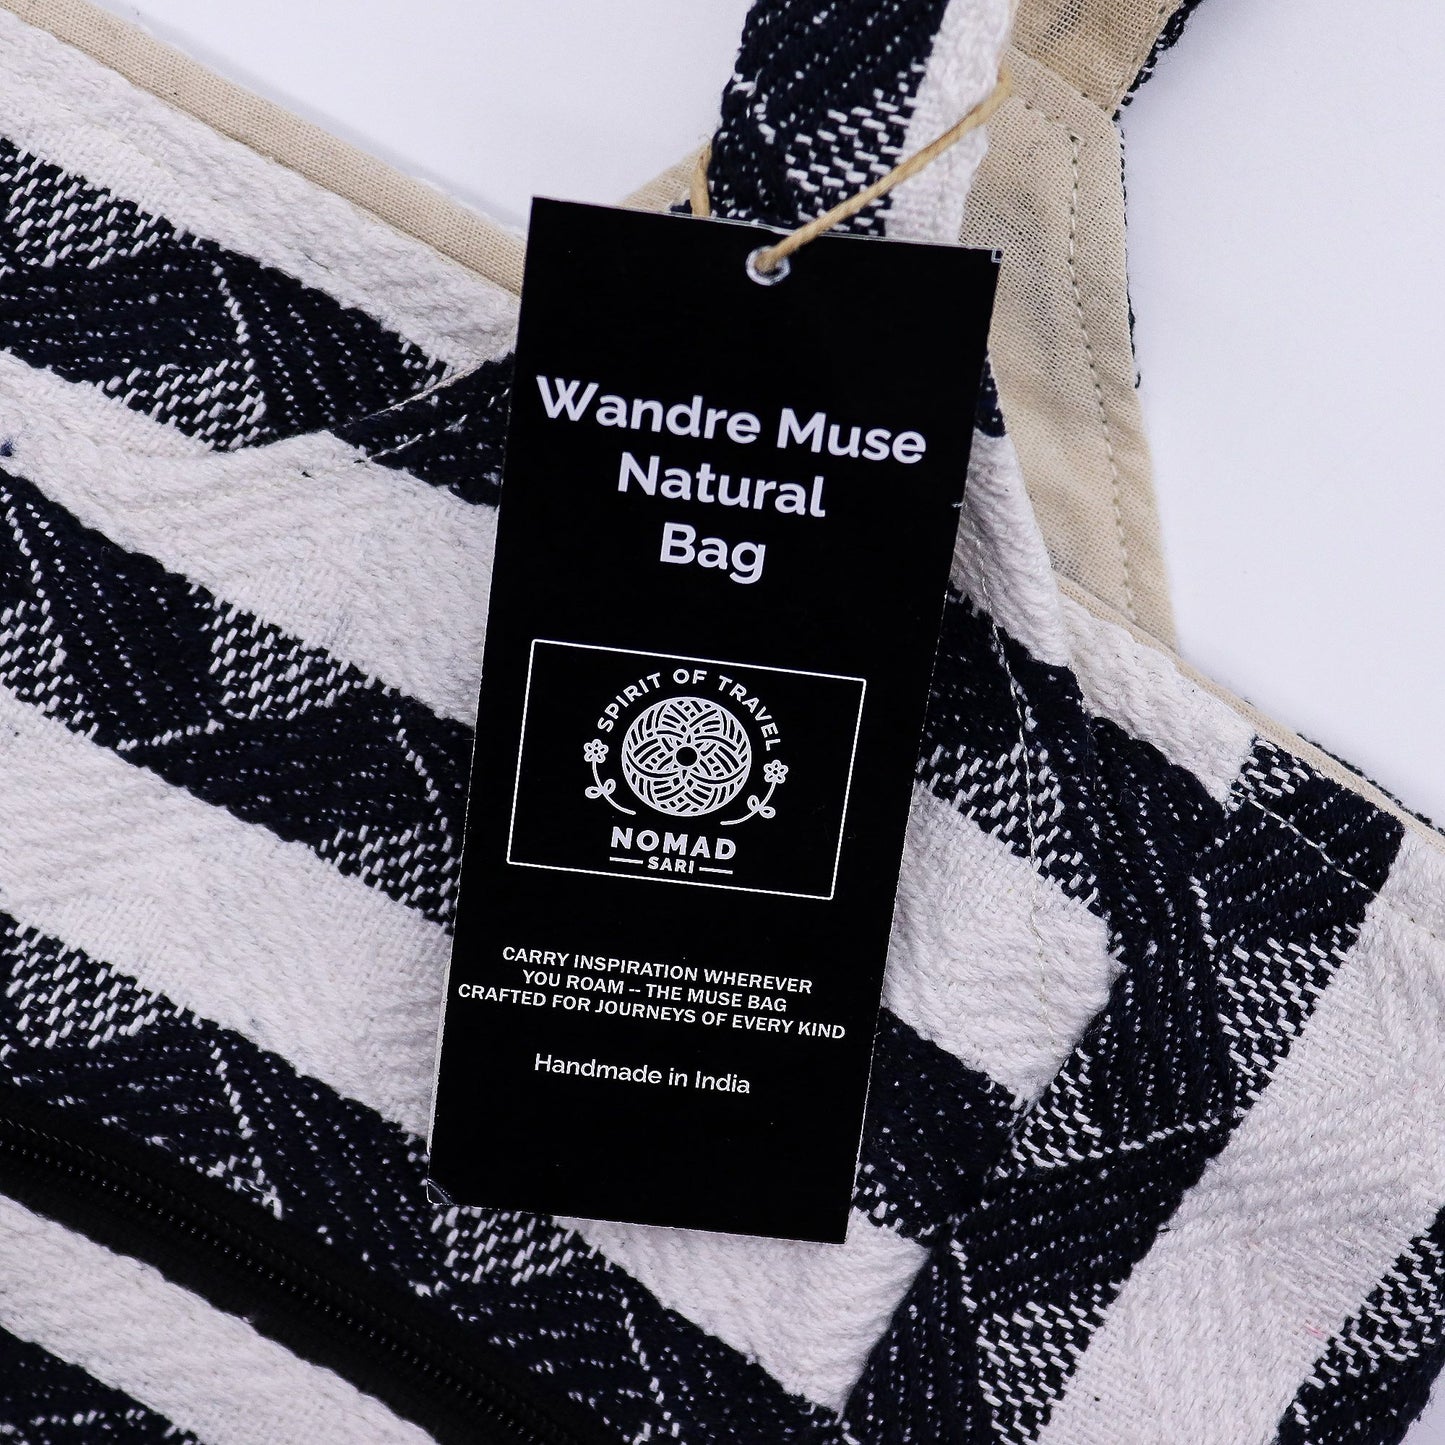 Wandre Muse
Natural
Bag
SPIRIT OF TRAVEL
NOMAD
SARI
CARRY INSPIRATION WHEREVER
YOU ROAM -- THE MUSE BAG
CRAFTED FOR JOURNEYS OF EVERY KIND
Handmade in India